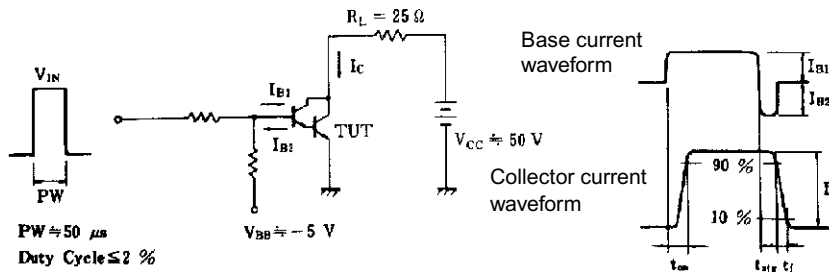 R_L = 25 Ω
V_IN
I_C
I_B1
I_B2
TUT
V_CC ≒ 50 V
PW
V_BB ≒ −5 V
PW ≒ 50 μs
Duty Cycle ≦ 2 %
Base current
waveform
I_B1
I_B2
Collector current
waveform
90 %
10 %
t_on
t_stg
t_f